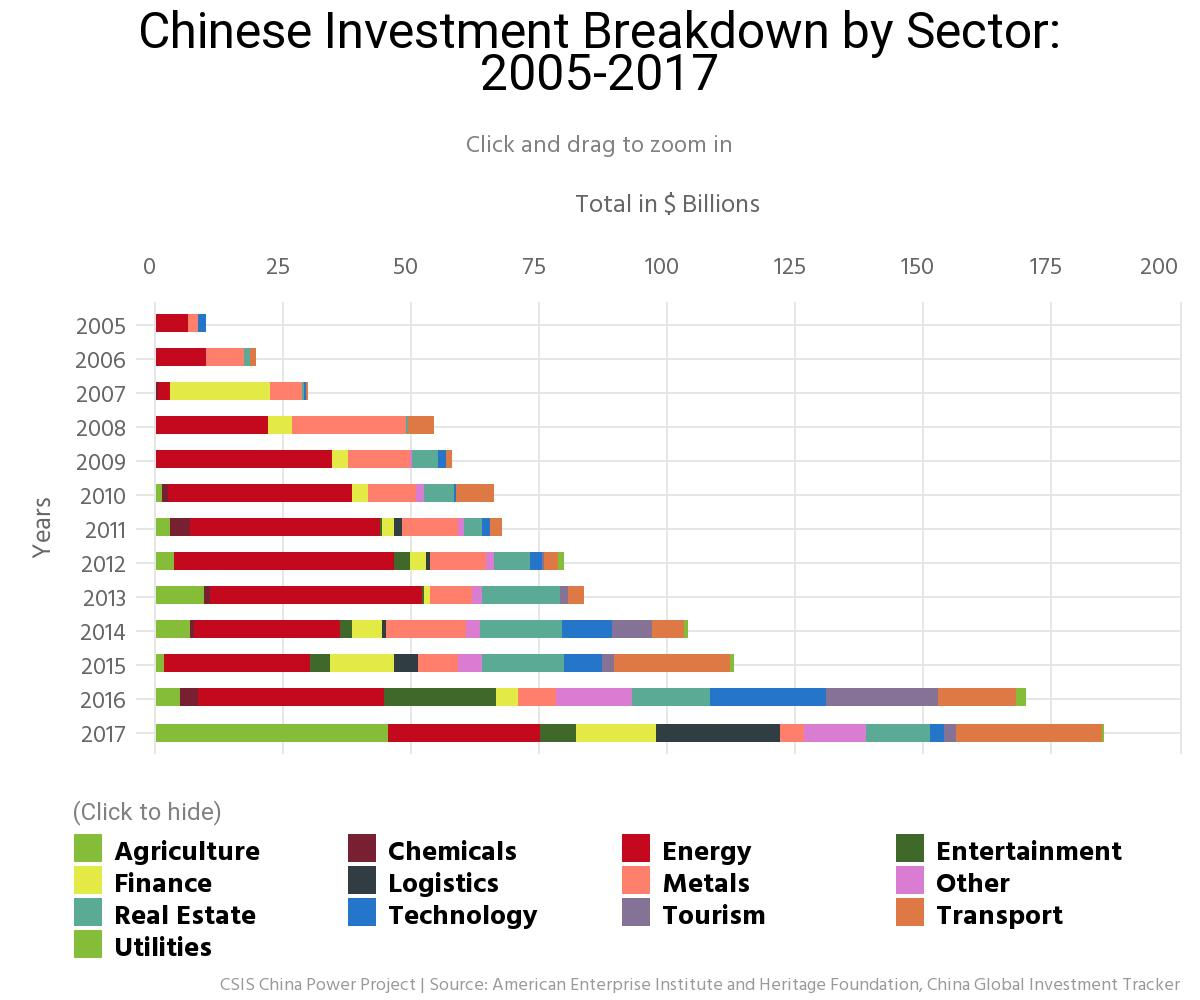 Chinese Investment Breakdown by Sector:
2005-2017
Click and drag to zoom in
Total in $ Billions
0 25 50 75 100 125 150 175 200
Years
2005
2006
2007
2008
2009
2010
2011
2012
2013
2014
2015
2016
2017
(Click to hide)
Agriculture Chemicals Energy Entertainment
Finance Logistics Metals Other
Real Estate Technology Tourism Transport
Utilities
CSIS China Power Project | Source: American Enterprise Institute and Heritage Foundation, China Global Investment Tracker